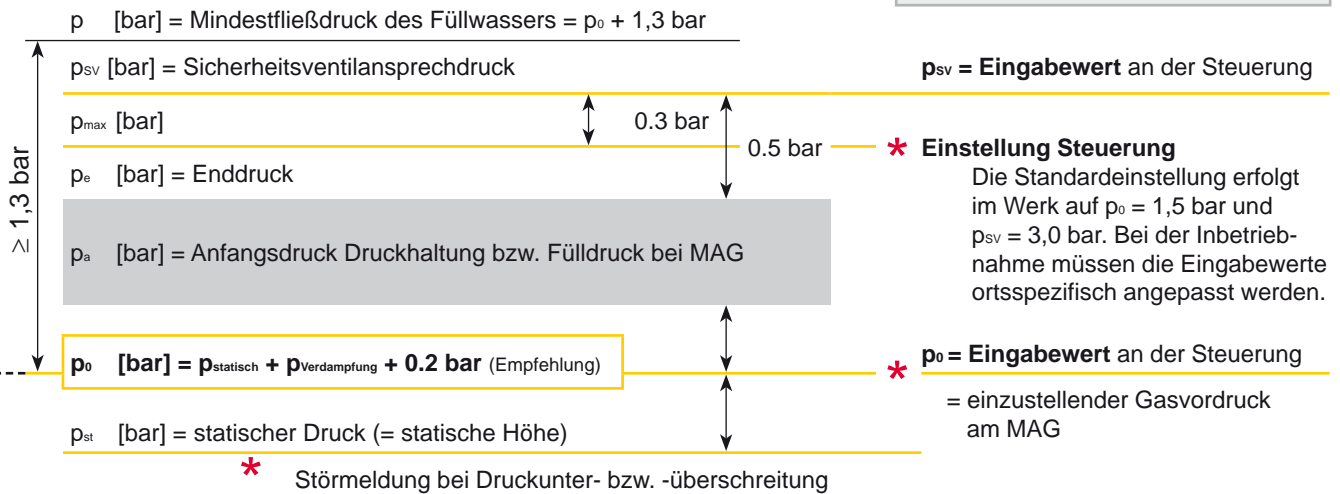 p [bar] = Mindestfließdruck des Füllwassers = p₀ + 1,3 bar
pSV [bar] = Sicherheitsventilansprechdruck
pSV = Eingabewert an der Steuerung
pmax [bar]
0.3 bar
0.5 bar
* Einstellung Steuerung
Die Standardeinstellung erfolgt
im Werk auf p₀ = 1,5 bar und
pSV = 3,0 bar. Bei der Inbetrieb-
nahme müssen die Eingabewerte
ortsspezifisch angepasst werden.
pe [bar] = Enddruck
≥ 1,3 bar
pa [bar] = Anfangsdruck Druckhaltung bzw. Fülldruck bei MAG
p₀ [bar] = pstatisch + pVerdampfung + 0.2 bar (Empfehlung)
* p₀ = Eingabewert an der Steuerung
= einzustellender Gasvordruck
am MAG
pst [bar] = statischer Druck (= statische Höhe)
* Störmeldung bei Druckunter- bzw. -überschreitung